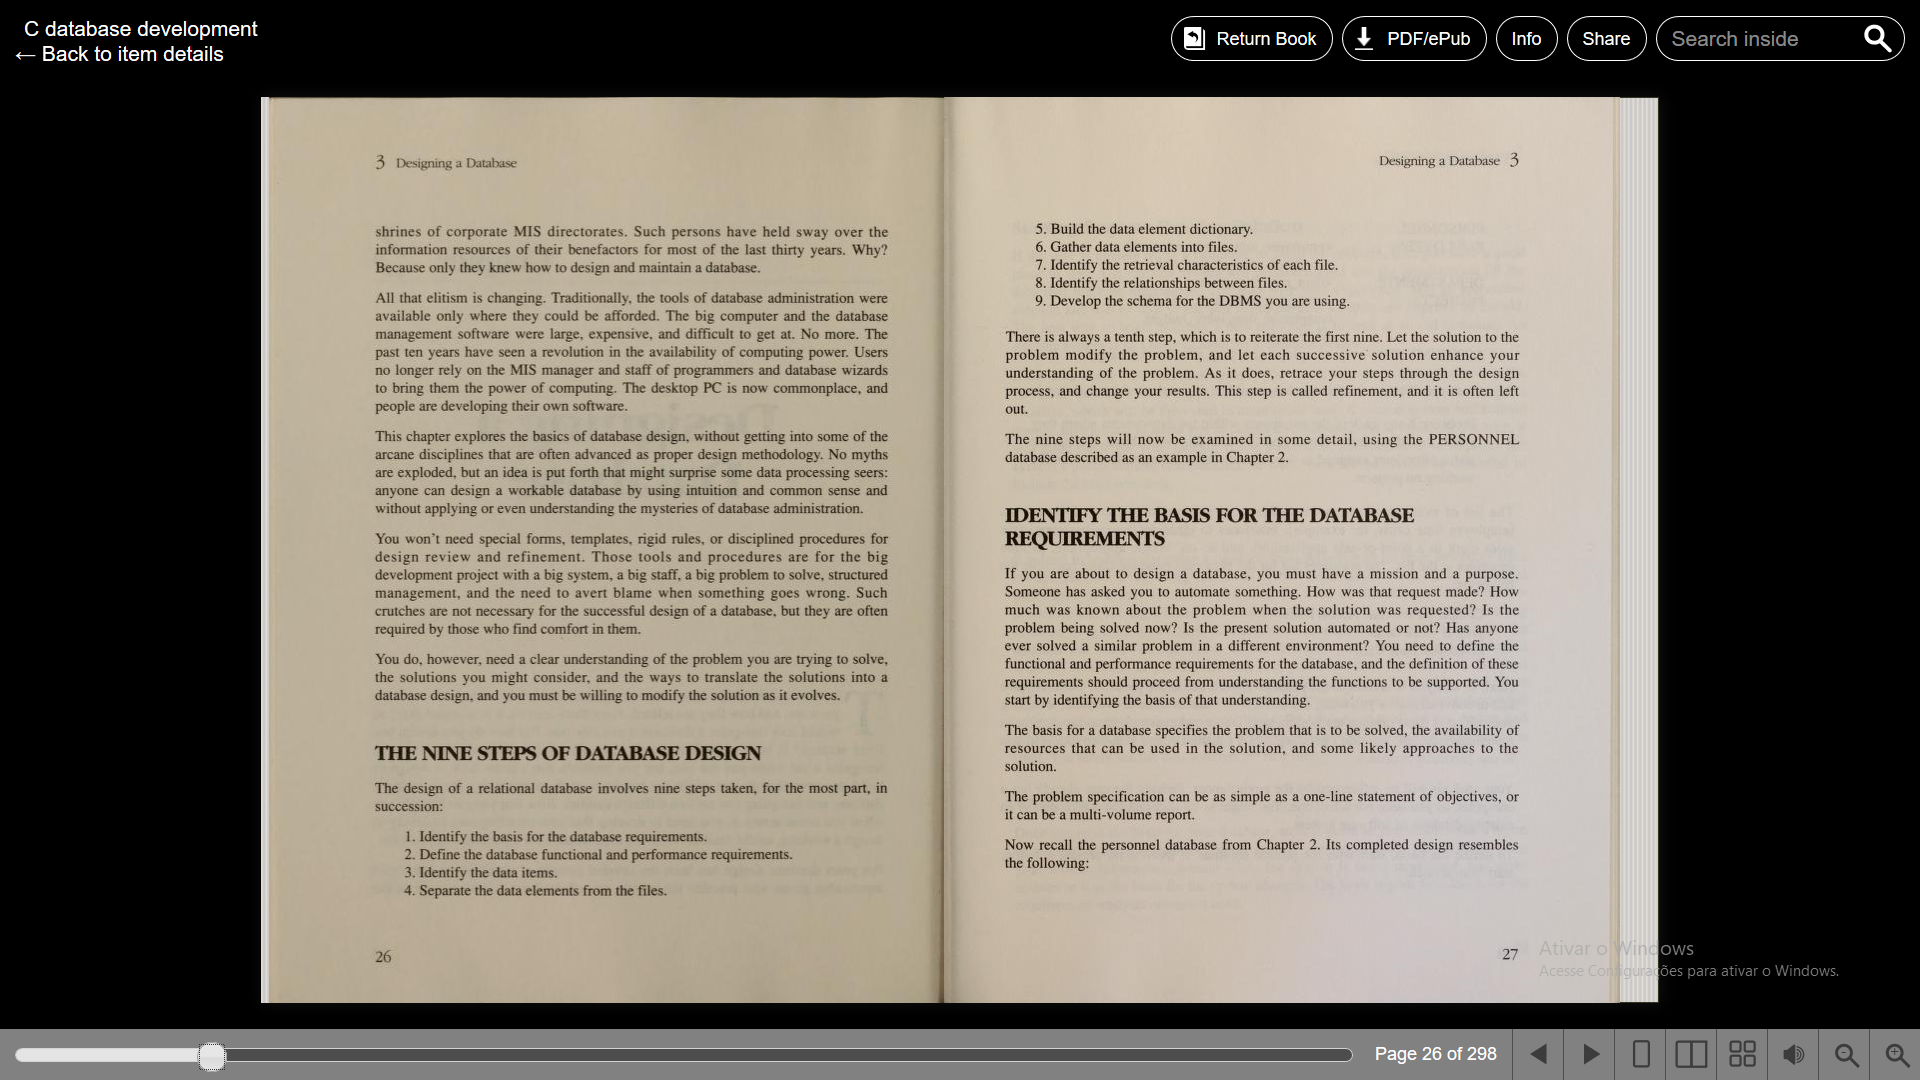 C database development
← Back to item details
Return Book
PDF/ePub
Info
Share
Search inside
3 Designing a Database
shrines of corporate MIS directorates. Such persons have held sway over the
information resources of their benefactors for most of the last thirty years. Why?
Because only they knew how to design and maintain a database.
All that elitism is changing. Traditionally, the tools of database administration were
available only where they could be afforded. The big computer and the database
management software were large, expensive, and difficult to get at. No more. The
past ten years have seen a revolution in the availability of computing power. Users
no longer rely on the MIS manager and staff of programmers and database wizards
to bring them the power of computing. The desktop PC is now commonplace, and
people are developing their own software.
This chapter explores the basics of database design, without getting into some of the
arcane disciplines that are often advanced as proper design methodology. No myths
are exploded, but an idea is put forth that might surprise some data processing seers:
anyone can design a workable database by using intuition and common sense and
without applying or even understanding the mysteries of database administration.
You won't need special forms, templates, rigid rules, or disciplined procedures for
design review and refinement. Those tools and procedures are for the big
development project with a big system, a big staff, a big problem to solve, structured
management, and the need to avert blame when something goes wrong. Such
crutches are not necessary for the successful design of a database, but they are often
required by those who find comfort in them.
You do, however, need a clear understanding of the problem you are trying to solve,
the solutions you might consider, and the ways to translate the solutions into a
database design, and you must be willing to modify the solution as it evolves.
THE NINE STEPS OF DATABASE DESIGN
The design of a relational database involves nine steps taken, for the most part, in
succession:
1. Identify the basis for the database requirements.
2. Define the database functional and performance requirements.
3. Identify the data items.
4. Separate the data elements from the files.
26
Designing a Database 3
5. Build the data element dictionary.
6. Gather data elements into files.
7. Identify the retrieval characteristics of each file.
8. Identify the relationships between files.
9. Develop the schema for the DBMS you are using.
There is always a tenth step, which is to reiterate the first nine. Let the solution to the
problem modify the problem, and let each successive solution enhance your
understanding of the problem. As it does, retrace your steps through the design
process, and change your results. This step is called refinement, and it is often left
out.
The nine steps will now be examined in some detail, using the PERSONNEL
database described as an example in Chapter 2.
IDENTIFY THE BASIS FOR THE DATABASE
REQUIREMENTS
If you are about to design a database, you must have a mission and a purpose.
Someone has asked you to automate something. How was that request made? How
much was known about the problem when the solution was requested? Is the
problem being solved now? Is the present solution automated or not? Has anyone
ever solved a similar problem in a different environment? You need to define the
functional and performance requirements for the database, and the definition of these
requirements should proceed from understanding the functions to be supported. You
start by identifying the basis of that understanding.
The basis for a database specifies the problem that is to be solved, the availability of
resources that can be used in the solution, and some likely approaches to the
solution.
The problem specification can be as simple as a one-line statement of objectives, or
it can be a multi-volume report.
Now recall the personnel database from Chapter 2. Its completed design resembles
the following:
27
Ativar o Windows
Acesse Configurações para ativar o Windows.
Page 26 of 298